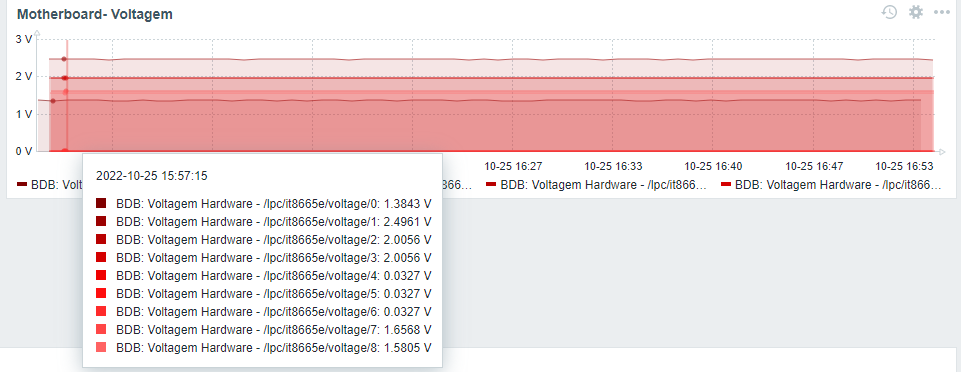 Motherboard- Voltagem
3 V
2 V
1 V
0 V
10-25 16:27 10-25 16:33 10-25 16:40 10-25 16:47 10-25 16:53
BDB: Volt 866… BDB: Voltagem Hardware - /lpc/it866… BDB: Voltagem Hardware - /lpc/it866…
2022-10-25 15:57:15
BDB: Voltagem Hardware - /lpc/it8665e/voltage/0: 1.3843 V
BDB: Voltagem Hardware - /lpc/it8665e/voltage/1: 2.4961 V
BDB: Voltagem Hardware - /lpc/it8665e/voltage/2: 2.0056 V
BDB: Voltagem Hardware - /lpc/it8665e/voltage/3: 2.0056 V
BDB: Voltagem Hardware - /lpc/it8665e/voltage/4: 0.0327 V
BDB: Voltagem Hardware - /lpc/it8665e/voltage/5: 0.0327 V
BDB: Voltagem Hardware - /lpc/it8665e/voltage/6: 0.0327 V
BDB: Voltagem Hardware - /lpc/it8665e/voltage/7: 1.6568 V
BDB: Voltagem Hardware - /lpc/it8665e/voltage/8: 1.5805 V